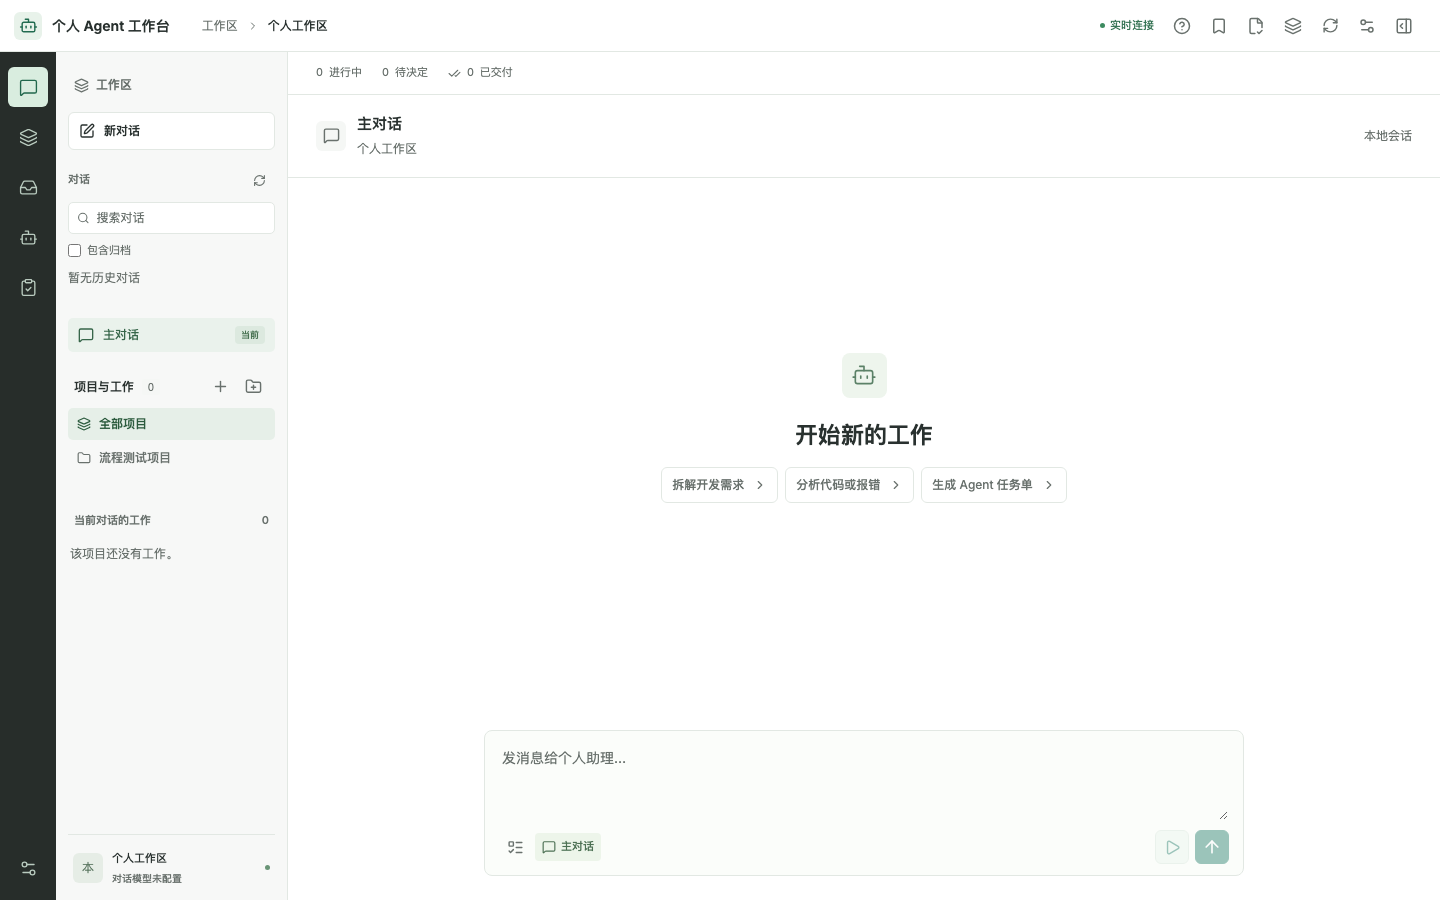 个人 Agent 工作台
工作区 > 个人工作区
实时连接
工作区
新对话
对话
搜索对话
包含归档
暂无历史对话
主对话 当前
项目与工作 0
全部项目
流程测试项目
当前对话的工作 0
该项目还没有工作。
本 个人工作区
对话模型未配置
0 进行中 0 待决定 0 已交付
主对话
个人工作区
本地会话
开始新的工作
拆解开发需求 分析代码或报错 生成 Agent 任务单
发消息给个人助理...
主对话